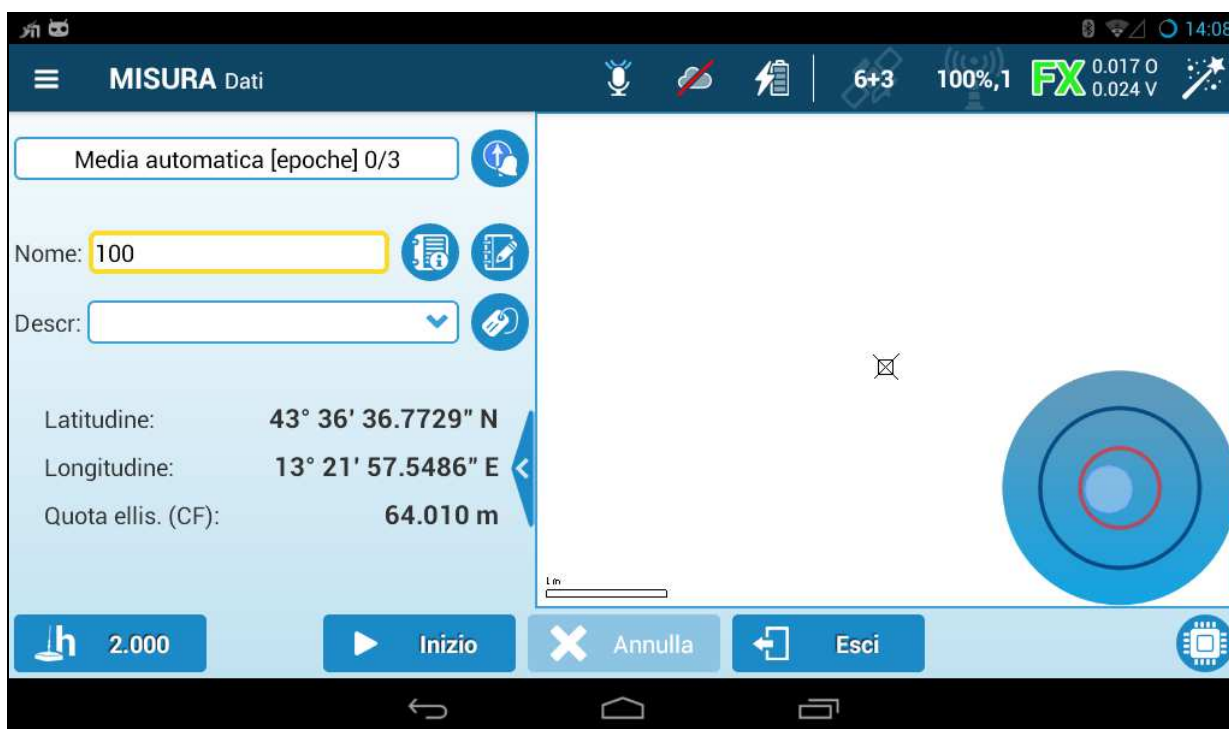 14:08
MISURA Dati
6+3
100%,1
FX
0.017 O
0.024 V
Media automatica [epoche] 0/3
Nome: 100
Descr:
Latitudine: 43° 36' 36.7729" N
Longitudine: 13° 21' 57.5486" E
Quota ellis. (CF): 64.010 m
1 m
h 2.000
Inizio
Annulla
Esci